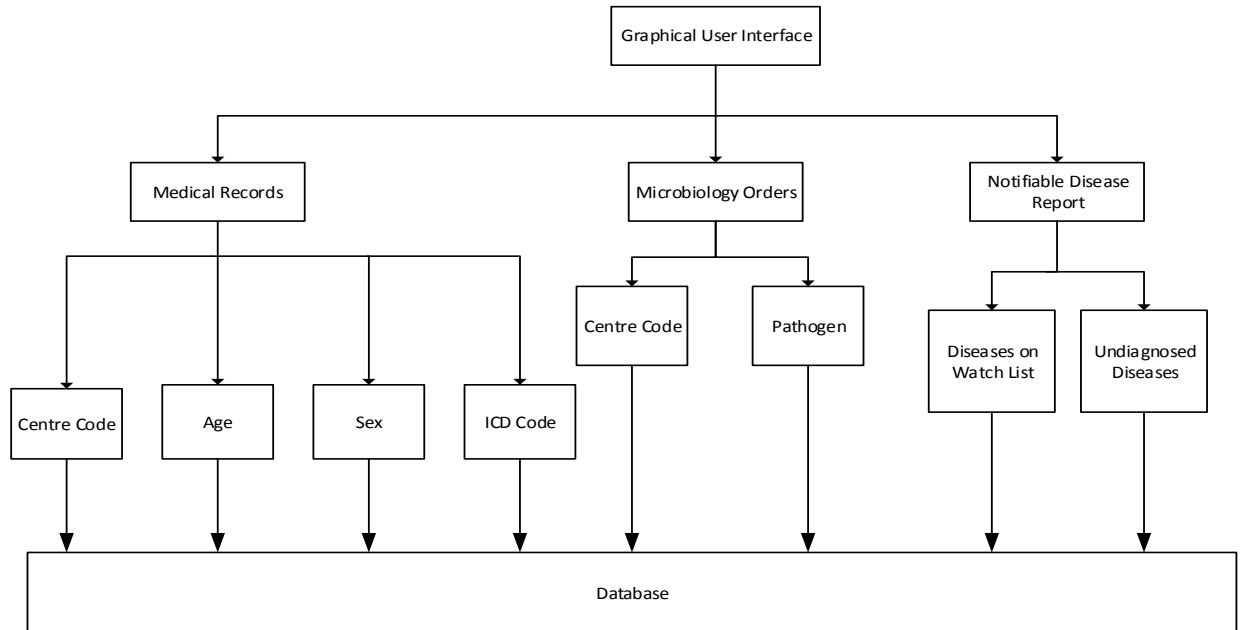 Graphical User Interface
Medical Records
Microbiology Orders
Notifiable Disease
Report
Centre Code
Age
Sex
ICD Code
Centre Code
Pathogen
Diseases on
Watch List
Undiagnosed
Diseases
Database